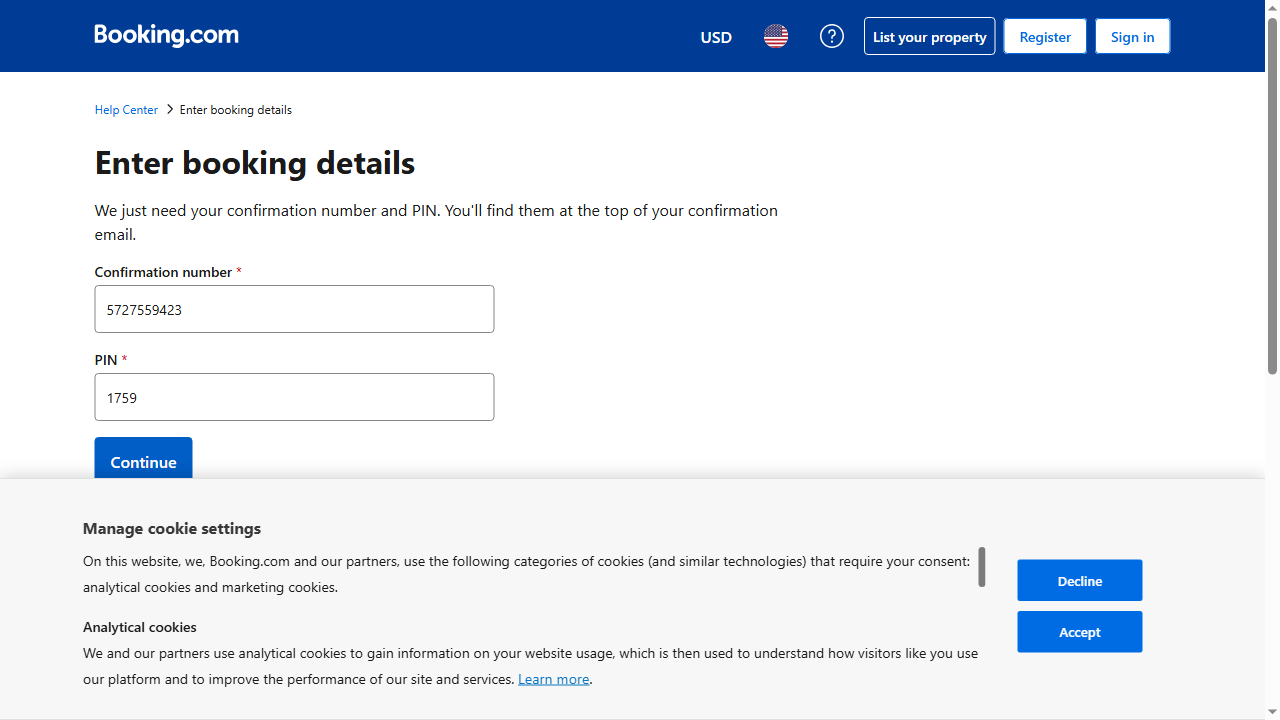 Booking.com
USD
List your property
Register
Sign in
Help Center
Enter booking details
Enter booking details
We just need your confirmation number and PIN. You'll find them at the top of your confirmation
email.
Confirmation number *
5727559423
PIN *
1759
Continue
Manage cookie settings
On this website, we, Booking.com and our partners, use the following categories of cookies (and similar technologies) that require your consent:
analytical cookies and marketing cookies.
Decline
Accept
Analytical cookies
We and our partners use analytical cookies to gain information on your website usage, which is then used to understand how visitors like you use
our platform and to improve the performance of our site and services. Learn more.